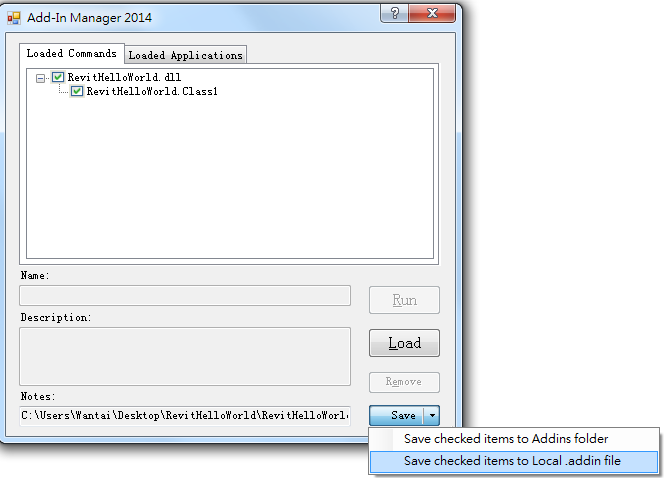 Add-In Manager 2014
Loaded Commands Loaded Applications
RevitHelloWorld.dll
RevitHelloWorld.Class1
Name:
Run
Description:
Load
Remove
Notes:
C:\Users\Wantai\Desktop\RevitHelloWorld\RevitHelloWorl
Save
Save checked items to Addins folder
Save checked items to Local .addin file